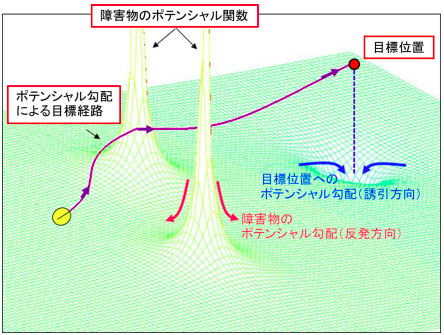 障害物のポテンシャル関数
目標位置
ポテンシャル勾配
による目標経路
目標位置への
ポテンシャル勾配(誘引方向)
障害物の
ポテンシャル勾配(反発方向)